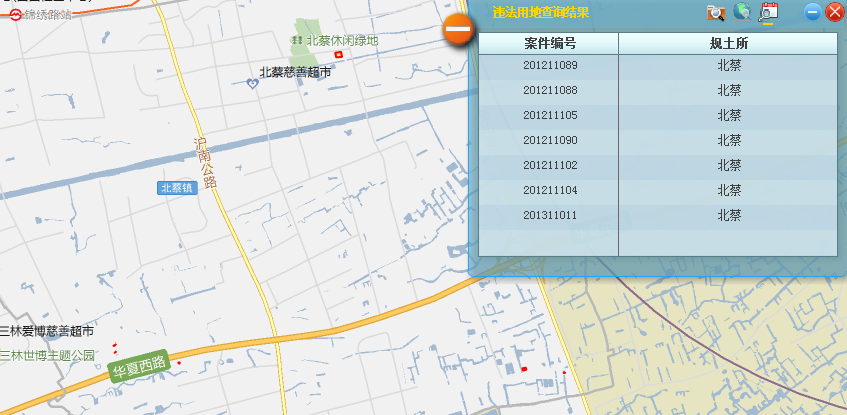 锦绣路站
北蔡休闲绿地
北蔡慈善超市
沪南公路
北蔡镇
三林爱博慈善超市
三林世博主题公园
华夏西路
违法用地查询结果
案件编号 规土所
201211089 北蔡
201211088 北蔡
201211105 北蔡
201211090 北蔡
201211102 北蔡
201211104 北蔡
201311011 北蔡